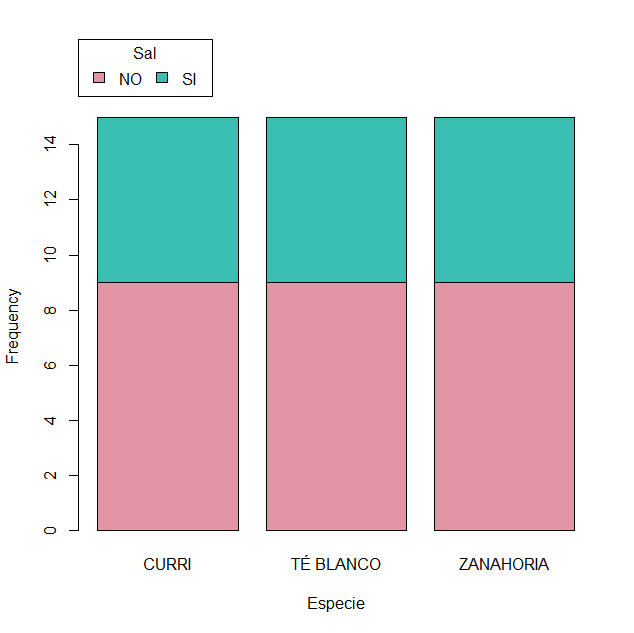 Sal
NO SI
14
12
10
8
6
4
2
0
Frequency
CURRI TÉ BLANCO ZANAHORIA
Especie